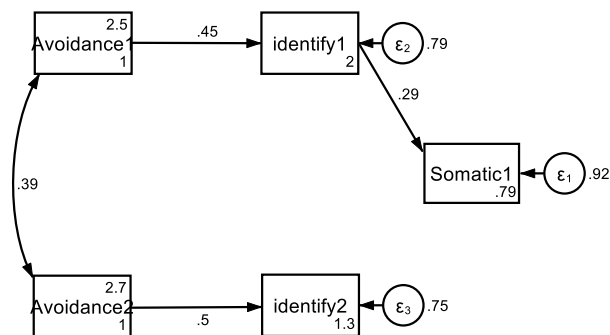 2.5
Avoidance1
1
.45
identify1
2
ε2
.79
.29
Somatic1
.79
ε1
.92
.39
2.7
Avoidance2
1
.5
identify2
1.3
ε3
.75